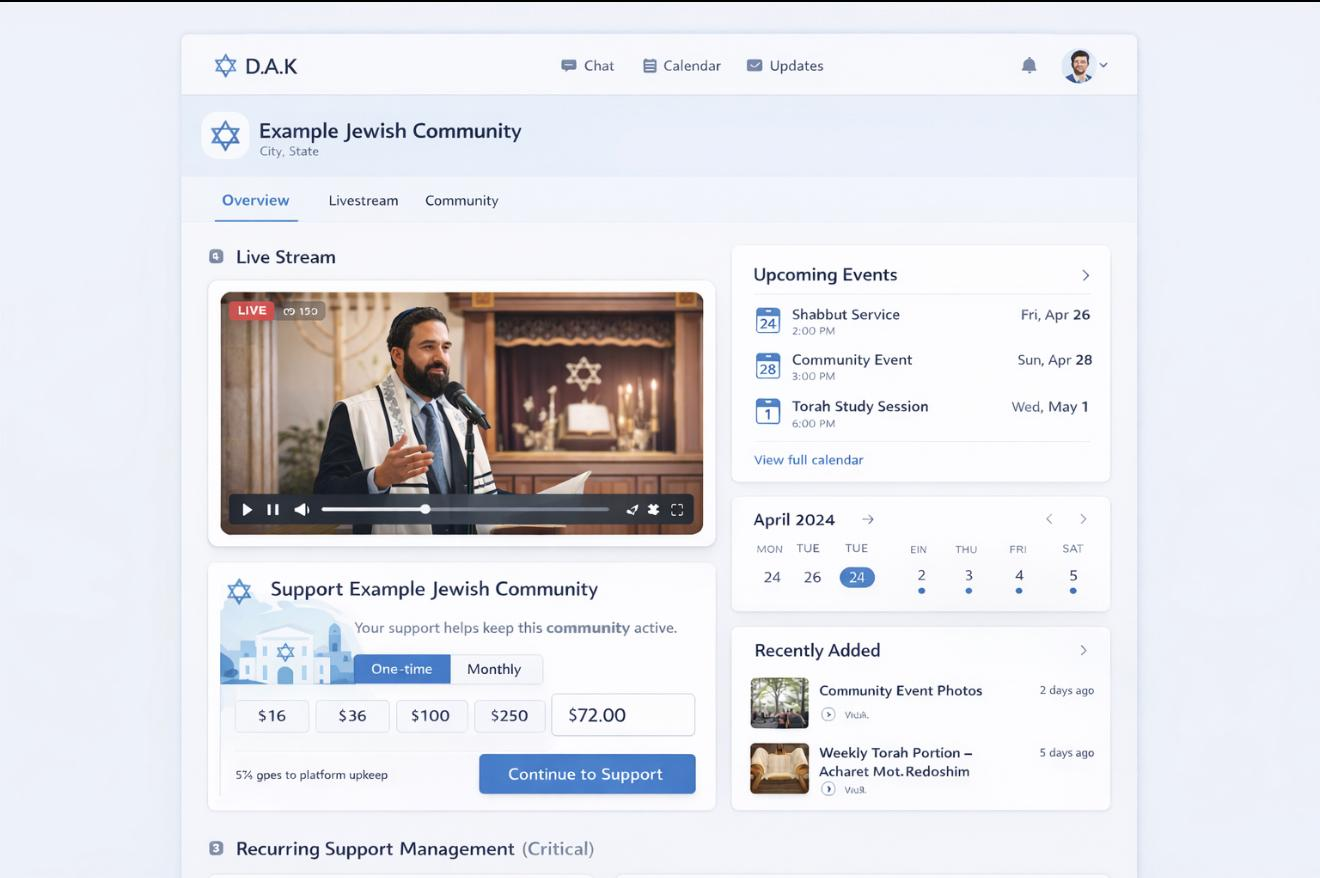 D.A.K
Chat
Calendar
Updates
Example Jewish Community
City, State
Overview
Livestream
Community
4 Live Stream
LIVE
150
Support Example Jewish Community
Your support helps keep this community active.
One-time
Monthly
$16
$36
$100
$250
$72.00
5% gpes to platform upkeep
Continue to Support
3 Recurring Support Management (Critical)
Upcoming Events
24
Shabbut Service
Fri, Apr 26
2:00 PM
28
Community Event
Sun, Apr 28
3:00 PM
1
Torah Study Session
Wed, May 1
6:00 PM
View full calendar
April 2024
MON TUE TUE EIN THU FRI SAT
24 26 24 2 3 4 5
Recently Added
Community Event Photos
2 days ago
Weekly Torah Portion –
5 days ago
Acharet Mot.Redoshim